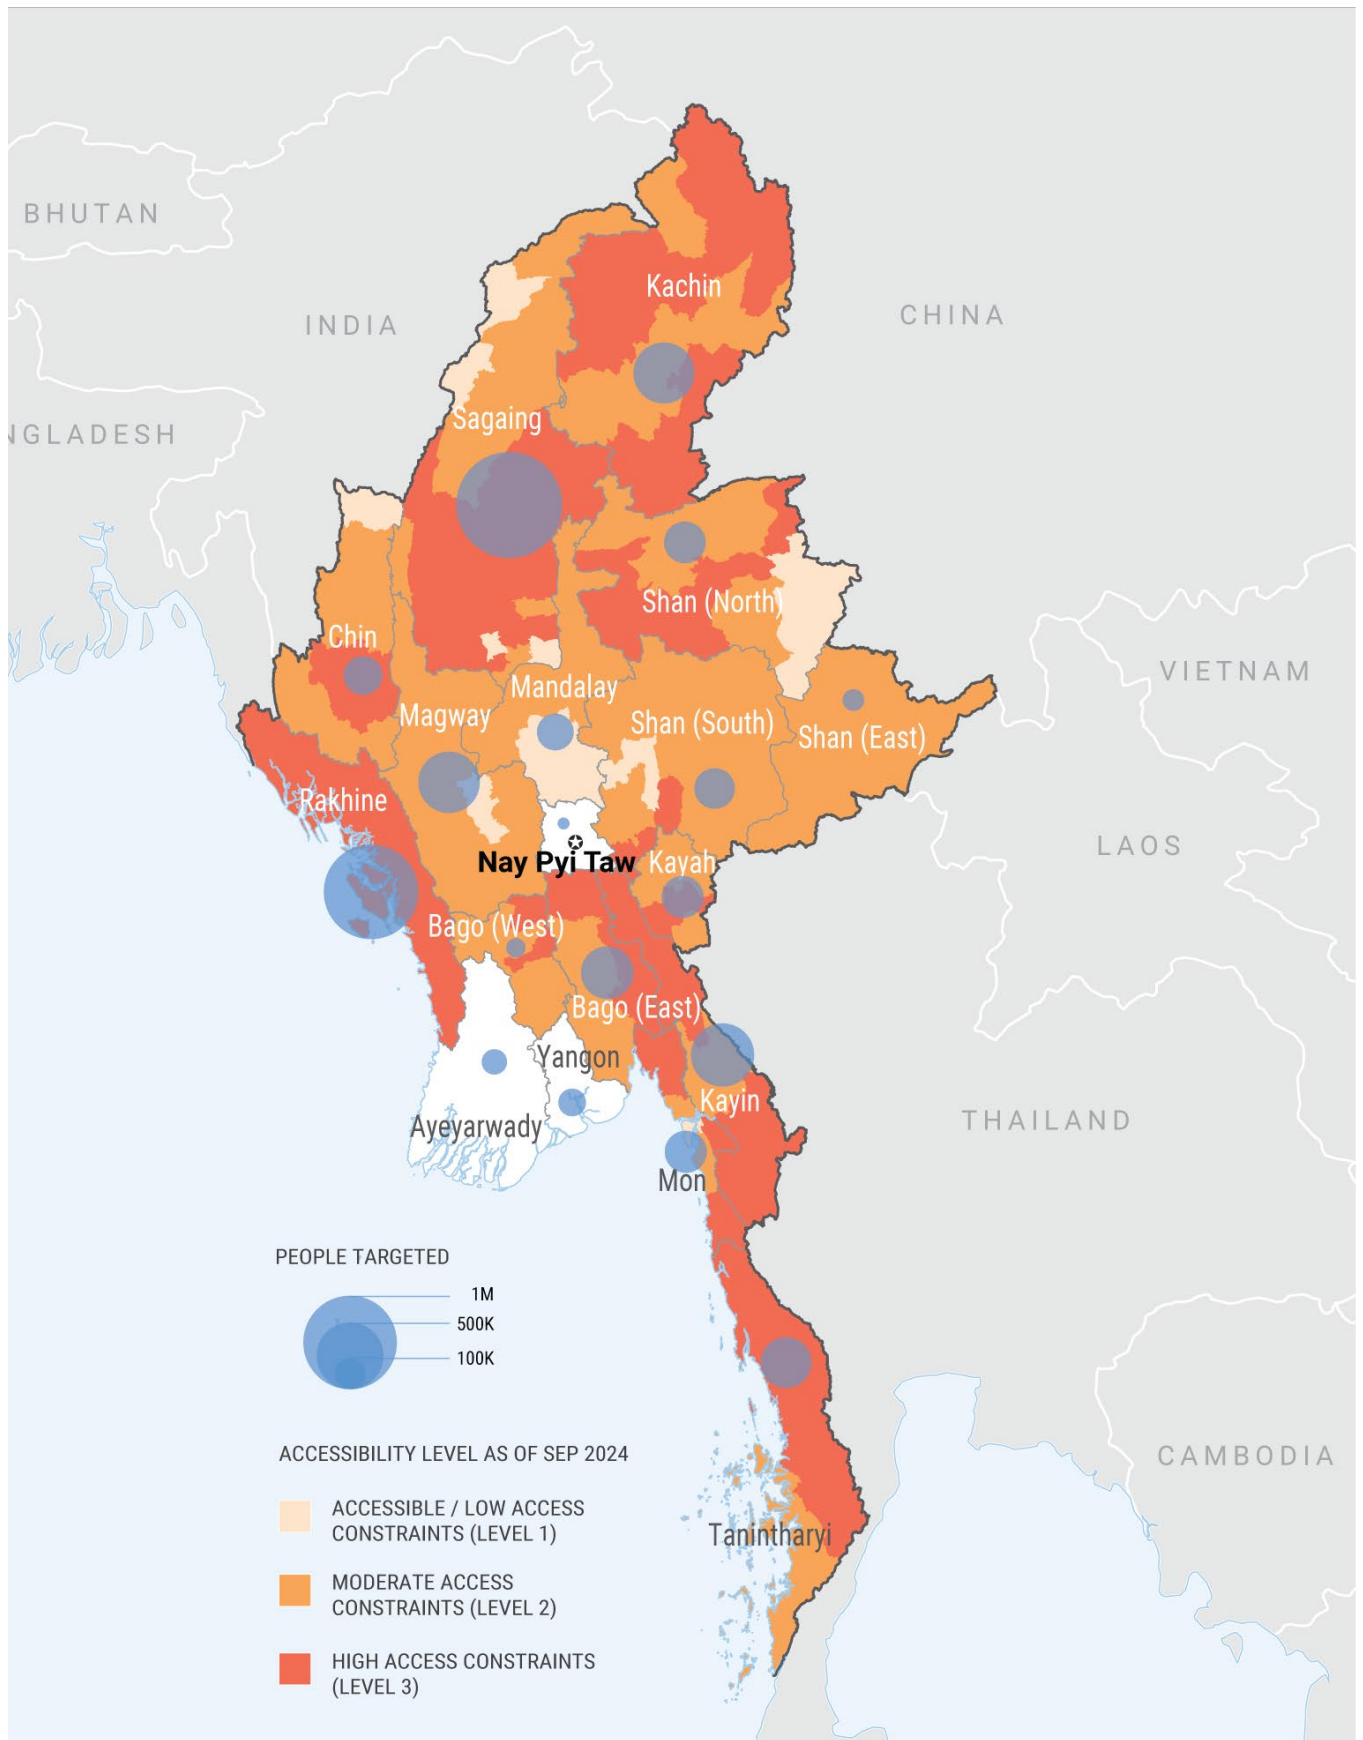 BHUTAN
INDIA
CHINA
NGLADESH
Kachin
Sagaing
Shan (North)
Chin
Mandalay
Magway
Shan (South)
Shan (East)
VIETNAM
Rakhine
LAOS
Nay Pyi Taw
Kayah
Bago (West)
Bago (East)
Yangon
Kayin
Ayeyarwady
THAILAND
Mon
PEOPLE TARGETED
1M
500K
100K
ACCESSIBILITY LEVEL AS OF SEP 2024
ACCESSIBLE / LOW ACCESS
CONSTRAINTS (LEVEL 1)
MODERATE ACCESS
CONSTRAINTS (LEVEL 2)
HIGH ACCESS CONSTRAINTS
(LEVEL 3)
CAMBODIA
Tanintharyi